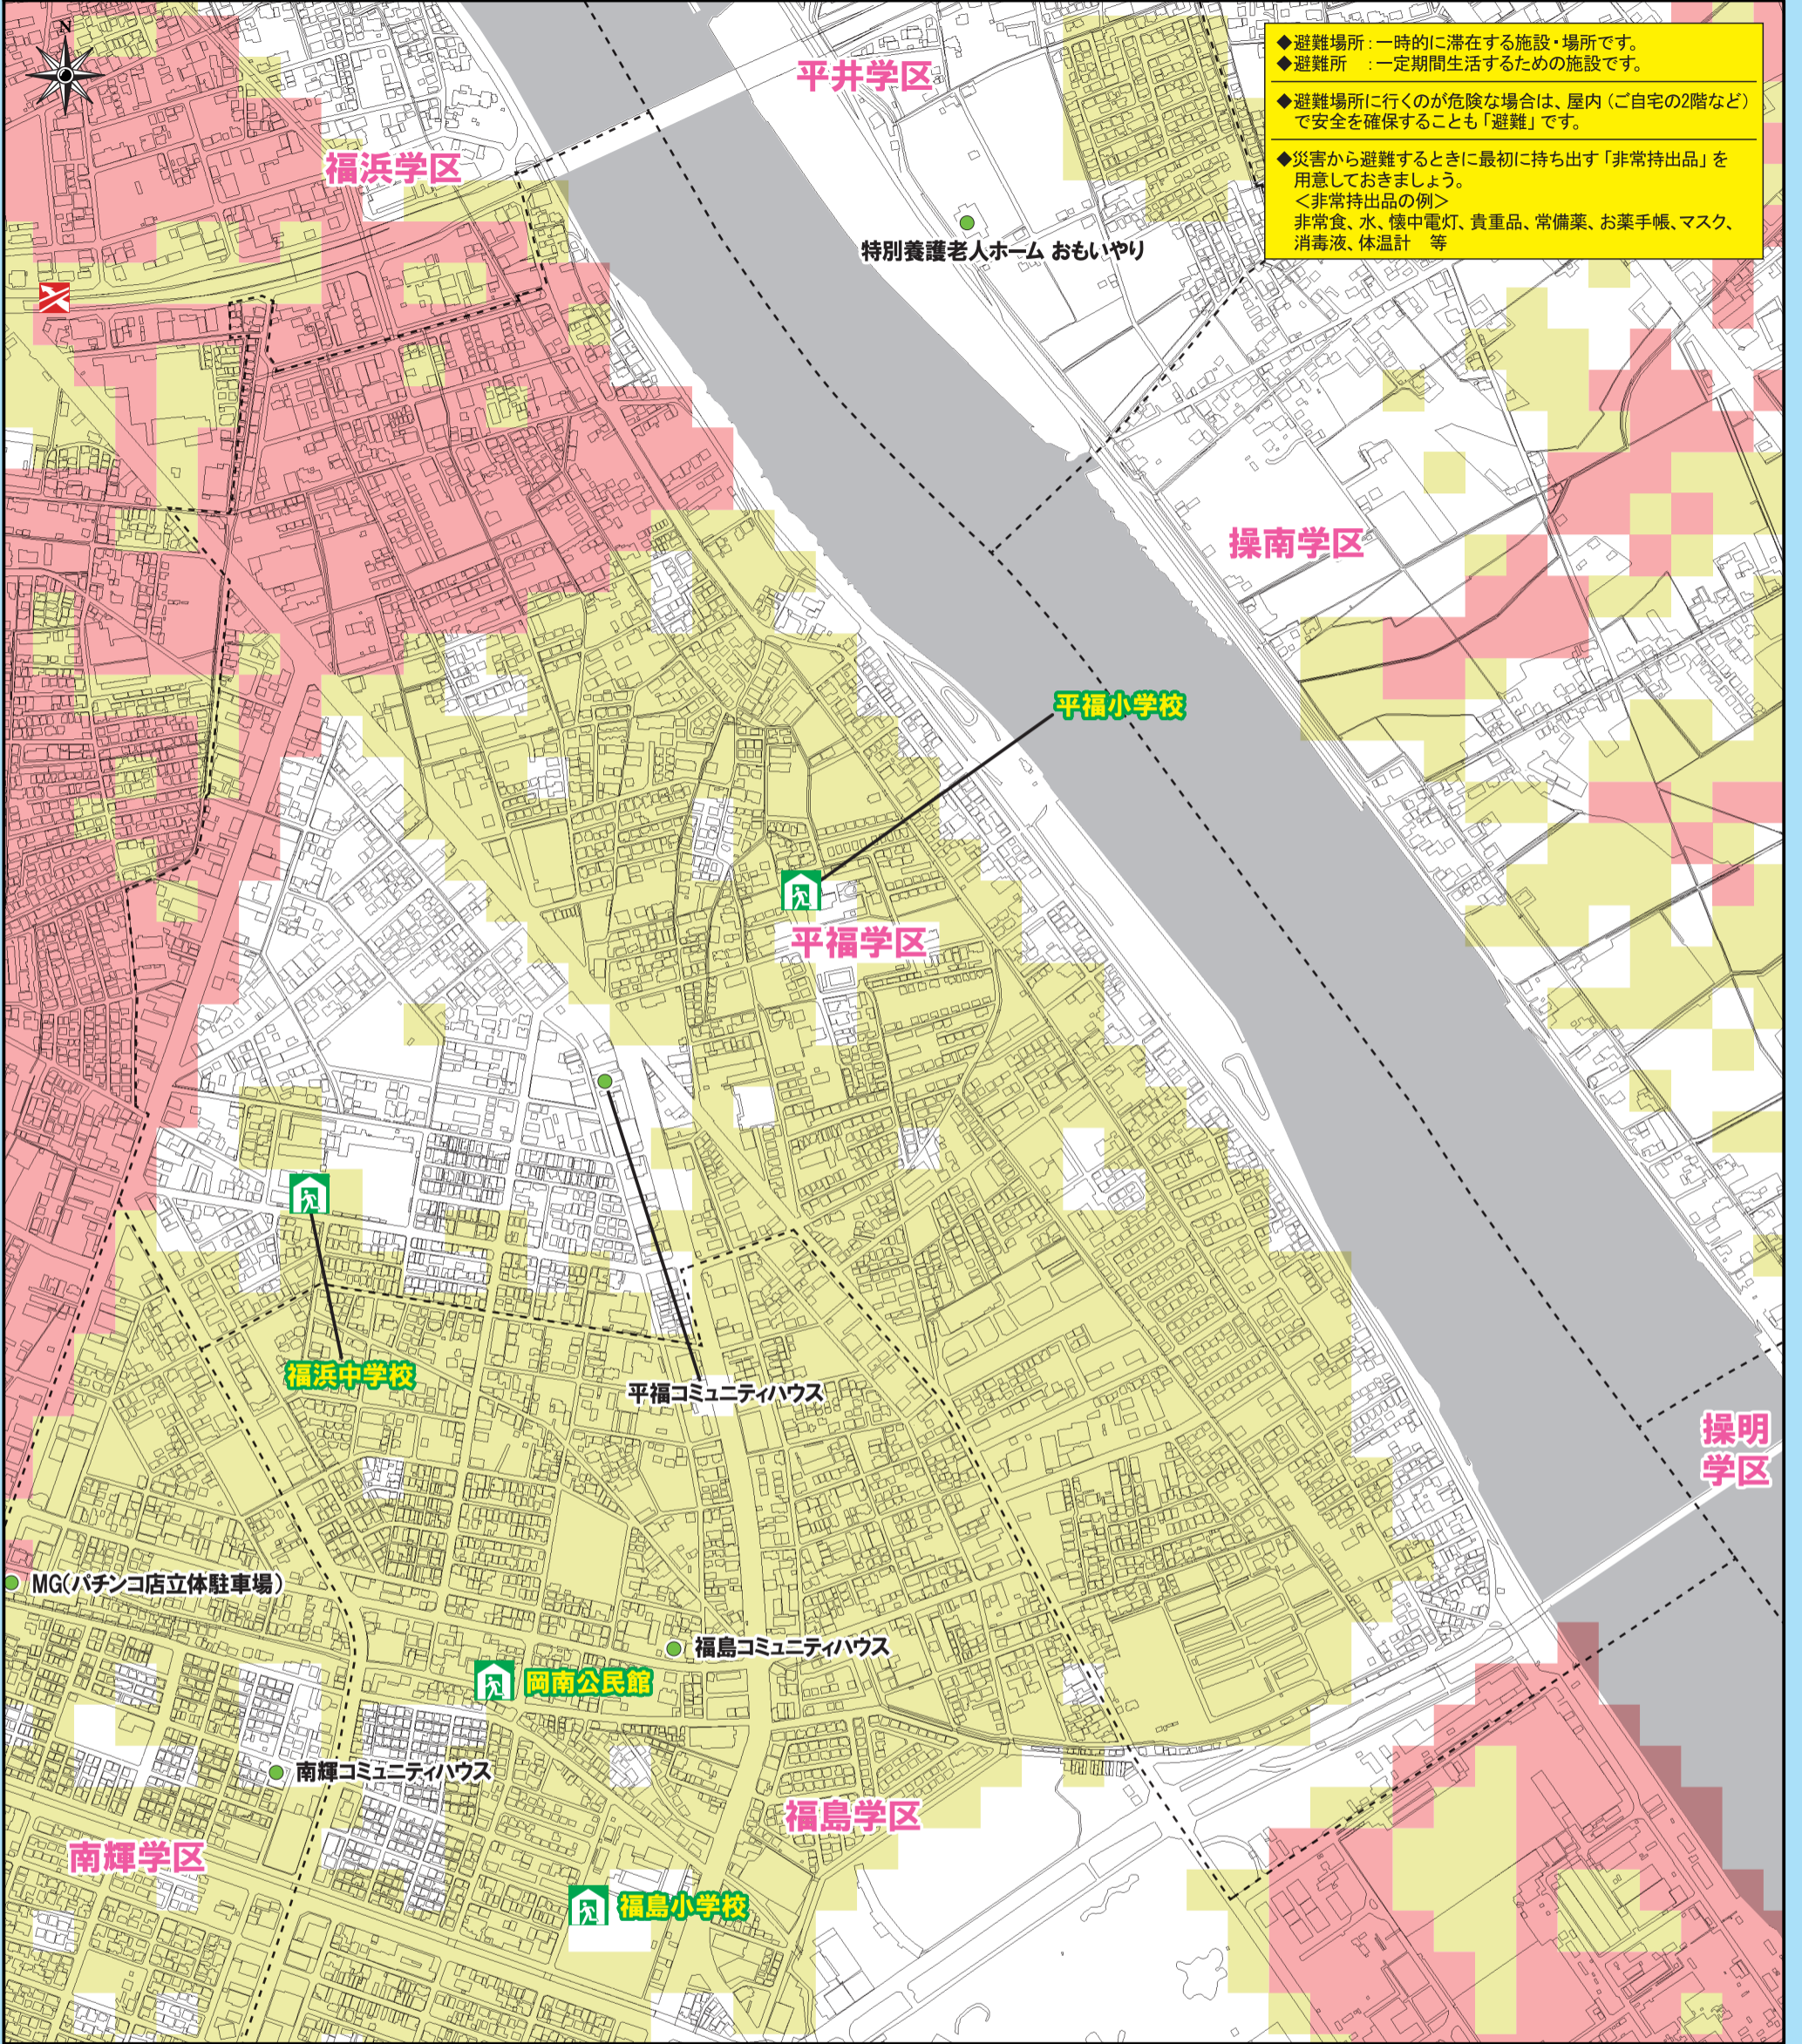 N
◆避難場所：一時的に滞在する施設・場所です。
◆避難所　：一定期間生活するための施設です。
◆避難場所に行くのが危険な場合は、屋内（ご自宅の2階など）
で安全を確保することも「避難」です。
◆災害から避難するときに最初に持ち出す「非常持出品」を
用意しておきましょう。
＜非常持出品の例＞
非常食、水、懐中電灯、貴重品、常備薬、お薬手帳、マスク、
消毒液、体温計　等
平井学区
福浜学区
特別養護老人ホーム おもいやり
操南学区
平福小学校
平福学区
福浜中学校
平福コミュニティハウス
操明
学区
MG（パチンコ店立体駐車場）
福島コミュニティハウス
岡南公民館
南輝コミュニティハウス
福島学区
南輝学区
福島小学校